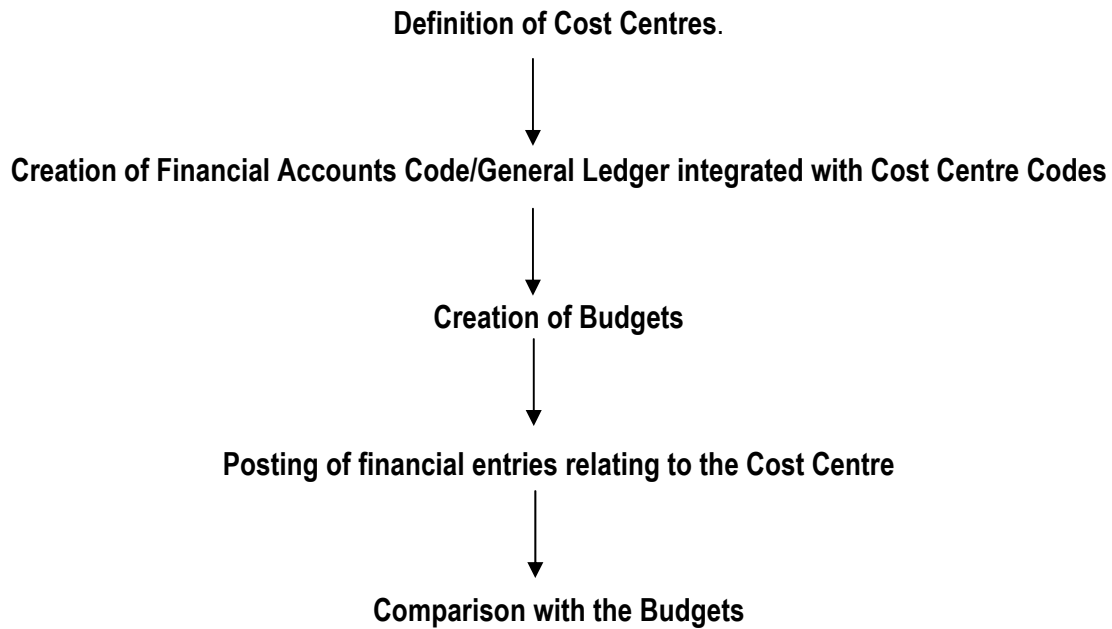 Definition of Cost Centres.
Creation of Financial Accounts Code/General Ledger integrated with Cost Centre Codes
Creation of Budgets
Posting of financial entries relating to the Cost Centre
Comparison with the Budgets